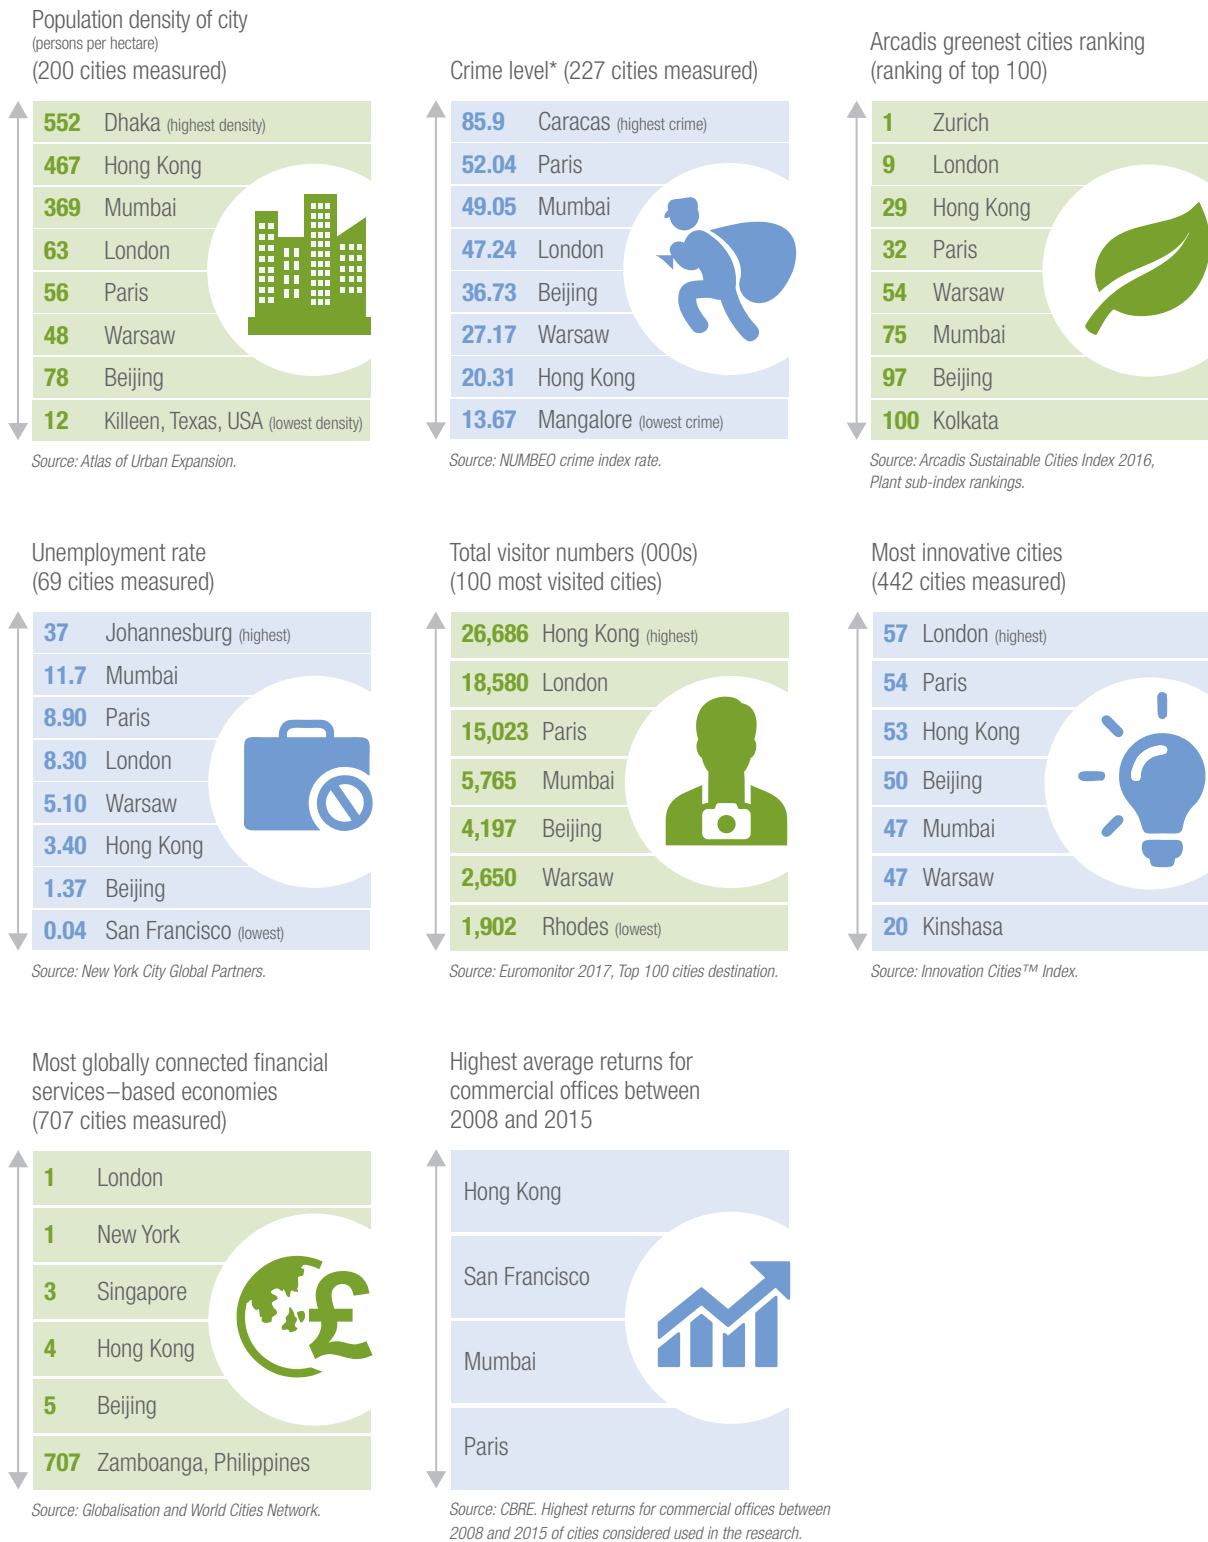 Population density of city
(persons per hectare)
(200 cities measured)
552 Dhaka (highest density)
467 Hong Kong
369 Mumbai
63 London
56 Paris
48 Warsaw
78 Beijing
12 Killeen, Texas, USA (lowest density)
Source: Atlas of Urban Expansion.
Crime level* (227 cities measured)
85.9 Caracas (highest crime)
52.04 Paris
49.05 Mumbai
47.24 London
36.73 Beijing
27.17 Warsaw
20.31 Hong Kong
13.67 Mangalore (lowest crime)
Source: NUMBEO crime index rate.
Arcadis greenest cities ranking
(ranking of top 100)
1 Zurich
9 London
29 Hong Kong
32 Paris
54 Warsaw
75 Mumbai
97 Beijing
100 Kolkata
Source: Arcadis Sustainable Cities Index 2016,
Plant sub-index rankings.
Unemployment rate
(69 cities measured)
37 Johannesburg (highest)
11.7 Mumbai
8.90 Paris
8.30 London
5.10 Warsaw
3.40 Hong Kong
1.37 Beijing
0.04 San Francisco (lowest)
Source: New York City Global Partners.
Total visitor numbers (000s)
(100 most visited cities)
26,686 Hong Kong (highest)
18,580 London
15,023 Paris
5,765 Mumbai
4,197 Beijing
2,650 Warsaw
1,902 Rhodes (lowest)
Source: Euromonitor 2017, Top 100 cities destination.
Most innovative cities
(442 cities measured)
57 London (highest)
54 Paris
53 Hong Kong
50 Beijing
47 Mumbai
47 Warsaw
20 Kinshasa
Source: Innovation Cities™ Index.
Most globally connected financial
services–based economies
(707 cities measured)
1 London
1 New York
3 Singapore
4 Hong Kong
5 Beijing
707 Zamboanga, Philippines
£
Source: Globalisation and World Cities Network.
Highest average returns for
commercial offices between
2008 and 2015
Hong Kong
San Francisco
Mumbai
Paris
Source: CBRE. Highest returns for commercial offices between
2008 and 2015 of cities considered used in the research.